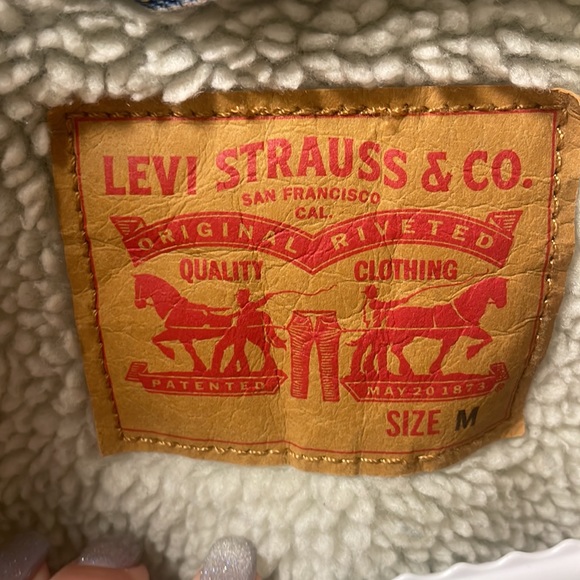 LEVI STRAUSS & CO.
SAN FRANCISCO
CAL.
ORIGINAL RIVETED
QUALITY CLOTHING
PATENTED MAY 20 1873
SIZE M